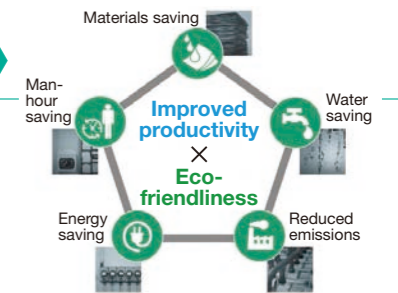 Materials saving
Man-
hour
saving
Improved
productivity
×
Eco-
friendliness
Water
saving
Energy
saving
Reduced
emissions